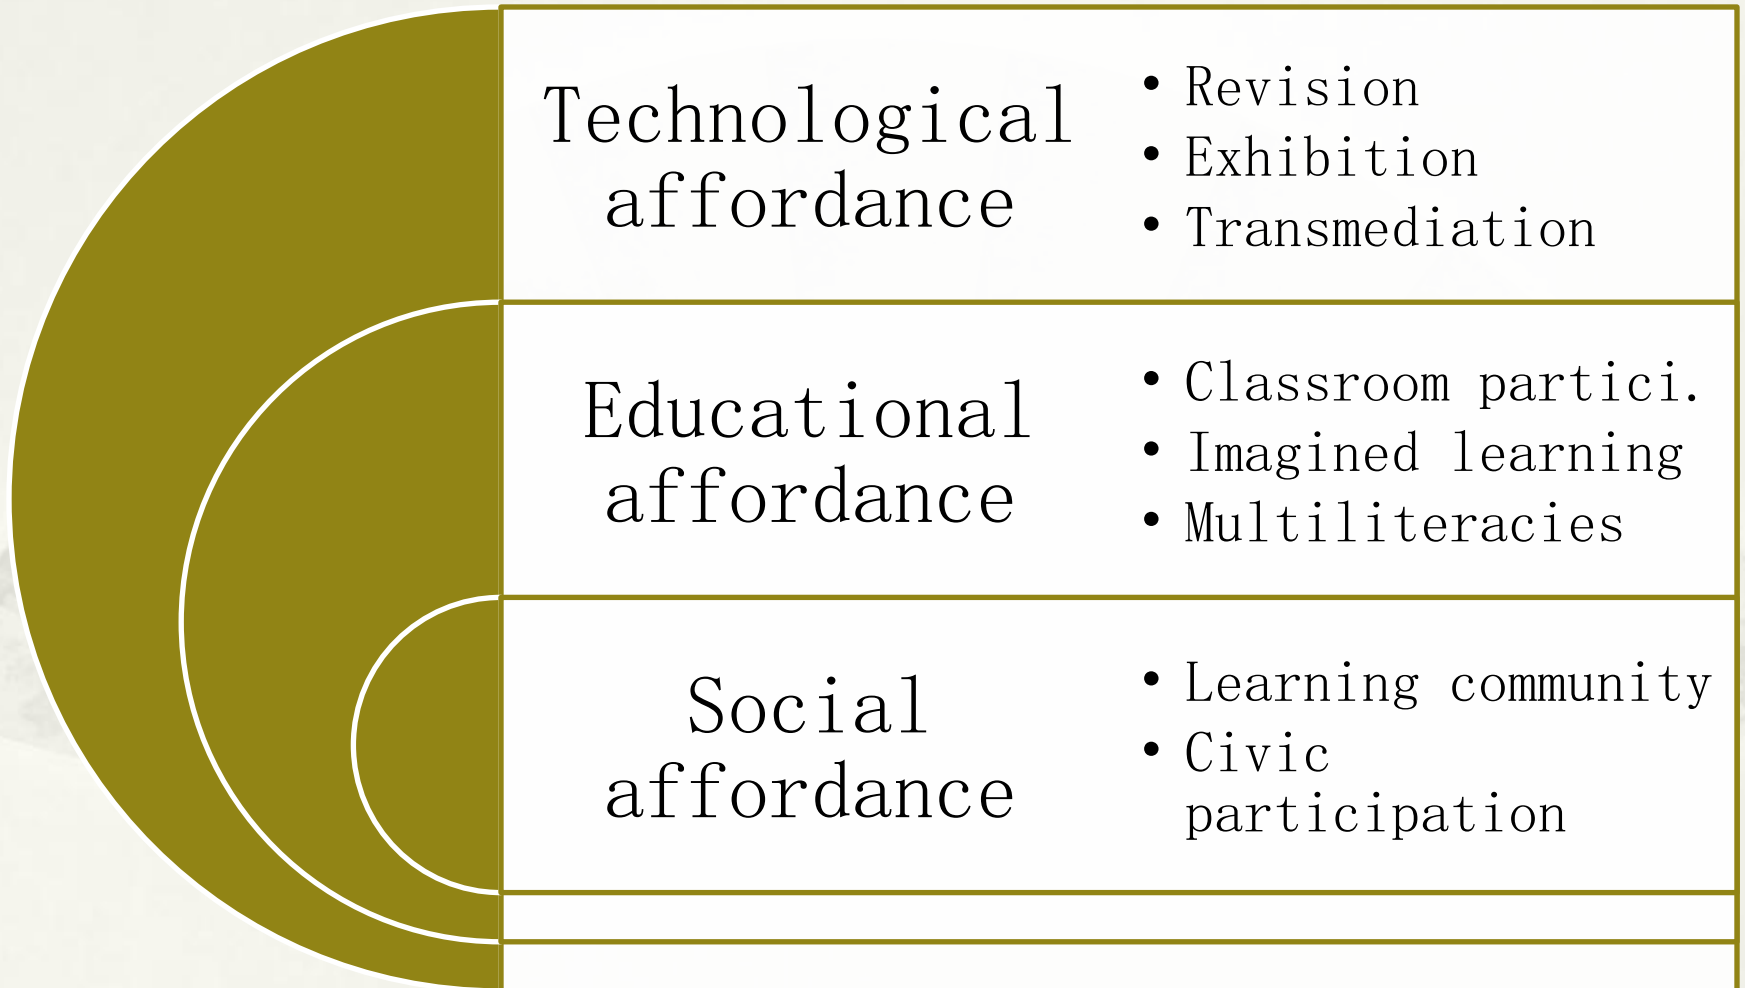 Technological
affordance
• Revision
• Exhibition
• Transmediation
Educational
affordance
• Classroom partici.
• Imagined learning
• Multiliteracies
Social
affordance
• Learning community
• Civic
participation